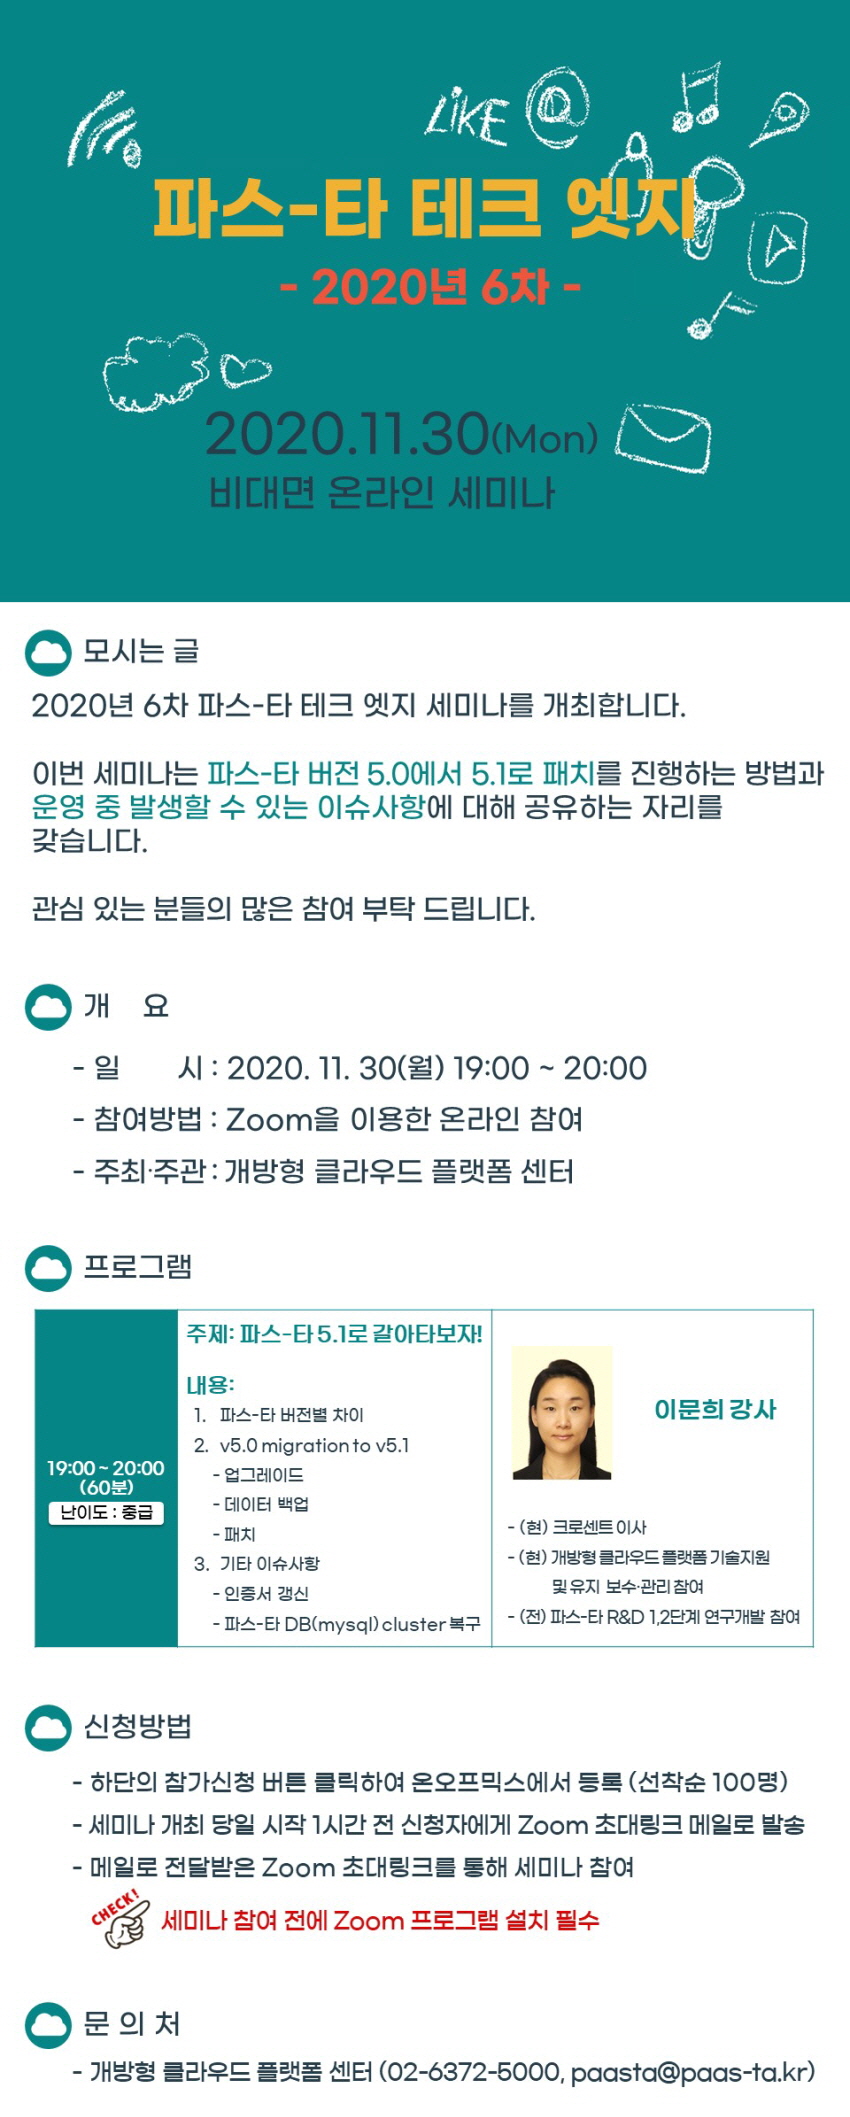 LiKE @
파스-타 테크 엣지
- 2020년 6차 -
2020.11.30(Mon)
비대면 온라인 세미나
모시는 글
2020년 6차 파스-타 테크 엣지 세미나를 개최합니다.
이번 세미나는 파스-타 버전 5.0에서 5.1로 패치를 진행하는 방법과
운영 중 발생할 수 있는 이슈사항에 대해 공유하는 자리를
갖습니다.
관심 있는 분들의 많은 참여 부탁 드립니다.
개 요
- 일 시 : 2020. 11. 30(월) 19:00 ~ 20:00
- 참여방법 : Zoom을 이용한 온라인 참여
- 주최·주관 : 개방형 클라우드 플랫폼 센터
프로그램
19:00 ~ 20:00
(60분)
난이도 : 중급
주제: 파스-타 5.1로 갈아타보자!
내용:
1. 파스-타 버전별 차이
2. v5.0 migration to v5.1
- 업그레이드
- 데이터 백업
- 패치
3. 기타 이슈사항
- 인증서 갱신
- 파스-타 DB(mysql) cluster 복구
이문희 강사
- (현) 크로센트 이사
- (현) 개방형 클라우드 플랫폼 기술지원
및 유지 보수·관리 참여
- (전) 파스-타 R&D 1,2단계 연구개발 참여
신청방법
- 하단의 참가신청 버튼 클릭하여 온오프믹스에서 등록 (선착순 100명)
- 세미나 개최 당일 시작 1시간 전 신청자에게 Zoom 초대링크 메일로 발송
- 메일로 전달받은 Zoom 초대링크를 통해 세미나 참여
CHECK!
세미나 참여 전에 Zoom 프로그램 설치 필수
문 의 처
- 개방형 클라우드 플랫폼 센터 (02-6372-5000, paasta@paas-ta.kr)